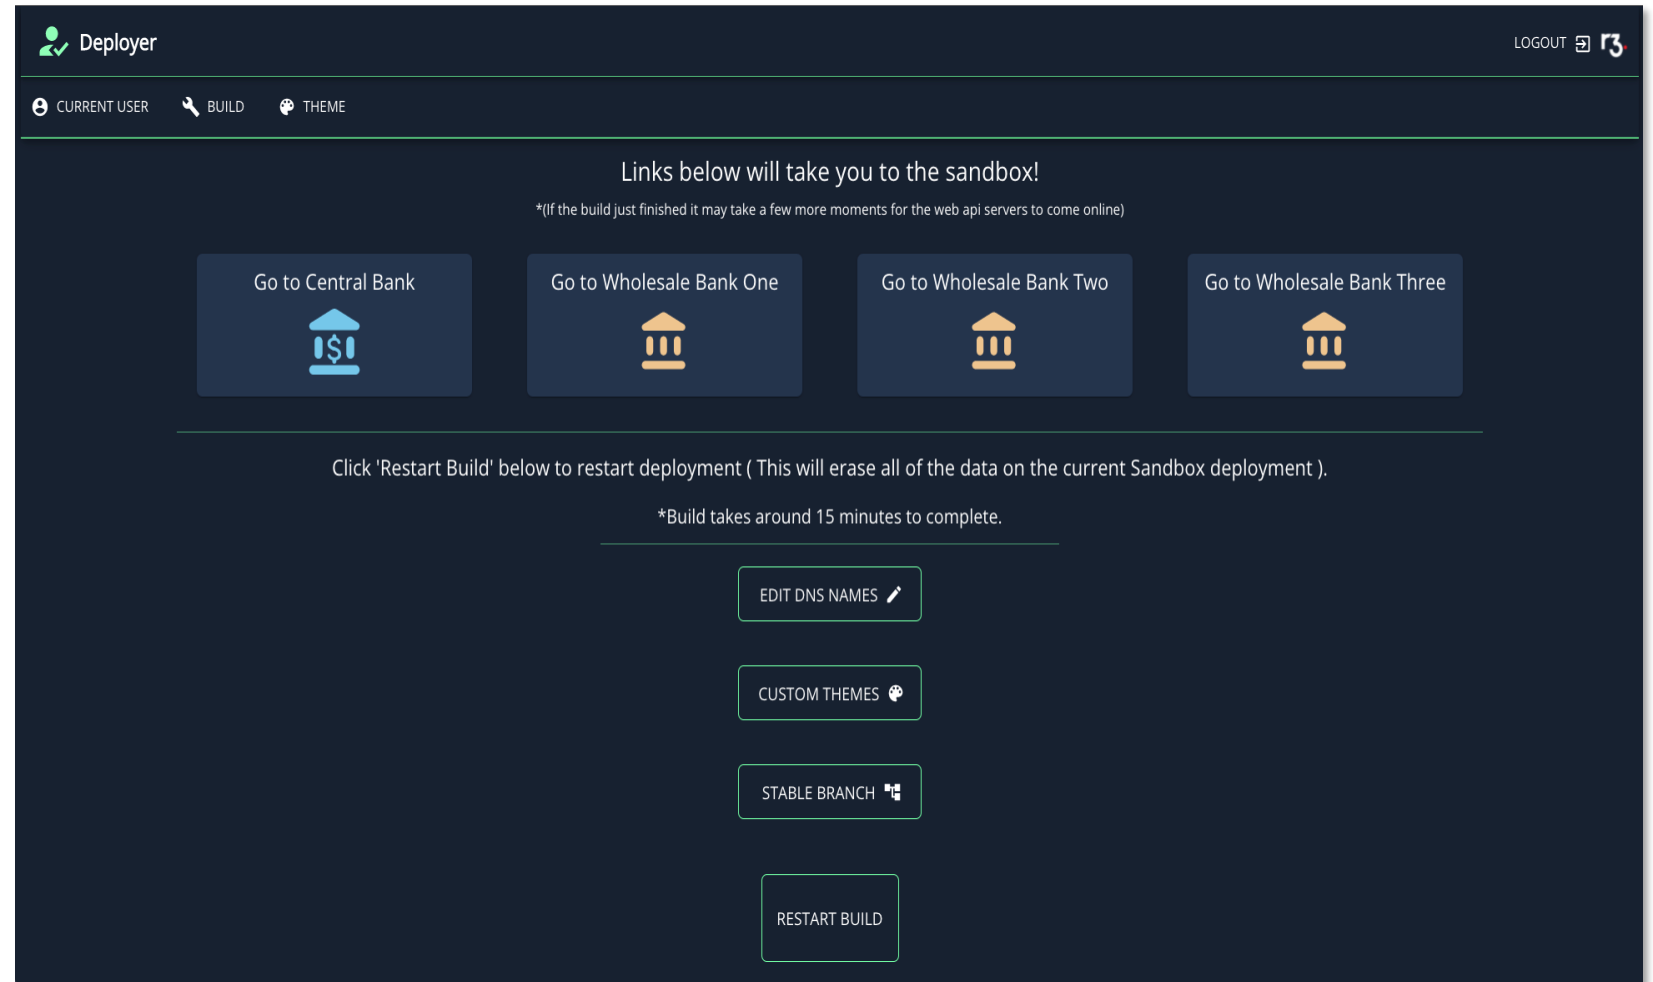 Deployer
LOGOUT r3.
CURRENT USER BUILD THEME
Links below will take you to the sandbox!
*(If the build just finished it may take a few more moments for the web api servers to come online)
Go to Central Bank Go to Wholesale Bank One Go to Wholesale Bank Two Go to Wholesale Bank Three
Click 'Restart Build' below to restart deployment ( This will erase all of the data on the current Sandbox deployment ).
*Build takes around 15 minutes to complete.
EDIT DNS NAMES
CUSTOM THEMES
STABLE BRANCH
RESTART BUILD